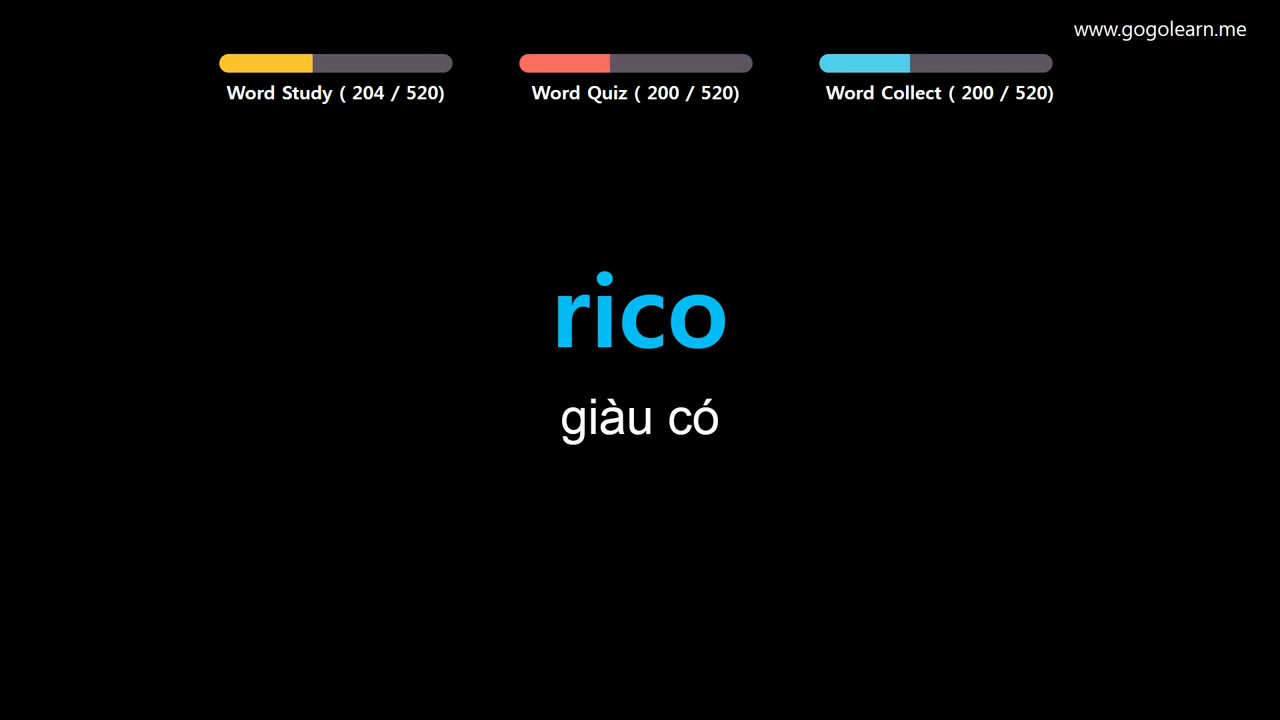 www.gogolearn.me
Word Study ( 204 / 520)
Word Quiz ( 200 / 520)
Word Collect ( 200 / 520)
rico
giàu có